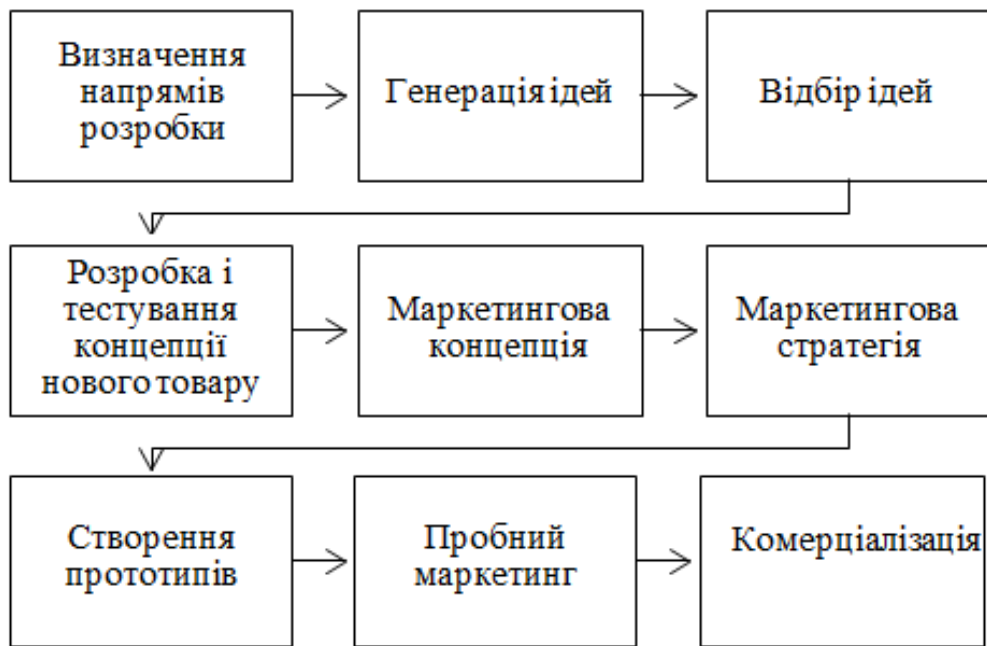 Визначення
напрямів
розробки
Генерація ідей
Відбір ідей
Розробка і
тестування
концепції
нового товару
Маркетингова
концепція
Маркетингова
стратегія
Створення
прототипів
Пробний
маркетинг
Комерціалізація